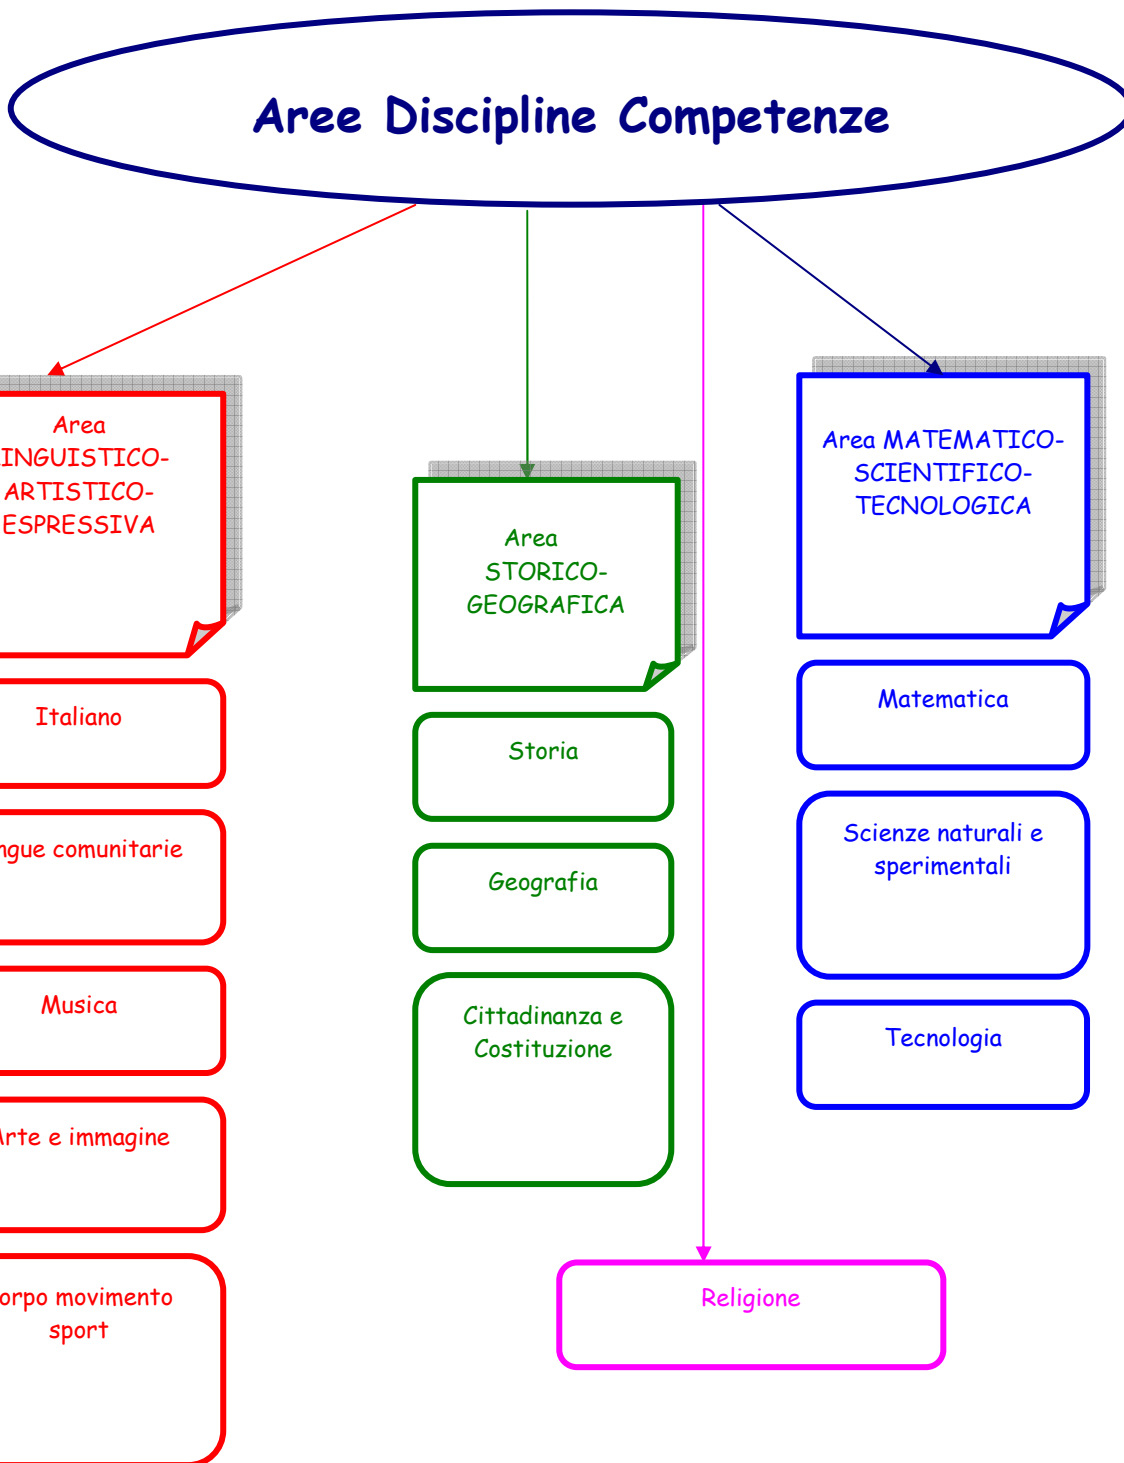 Aree Discipline Competenze
Area
INGUISTICO-
ARTISTICO-
ESPRESSIVA
Italiano
ngue comunitarie
Musica
Arte e immagine
orpo movimento
sport
Area
STORICO-
GEOGRAFICA
Storia
Geografia
Cittadinanza e
Costituzione
Area MATEMATICO-
SCIENTIFICO-
TECNOLOGICA
Matematica
Scienze naturali e
sperimentali
Tecnologia
Religione